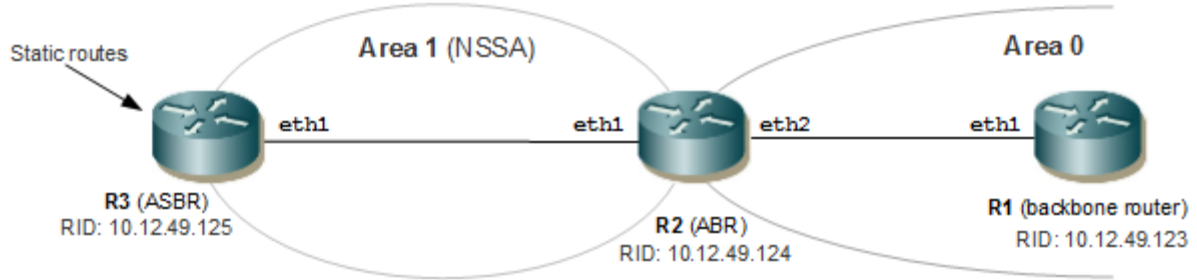 Static routes
Area 1 (NSSA)
Area 0
eth1
eth1
eth2
eth1
R3 (ASBR)
RID: 10.12.49.125
R2 (ABR)
RID: 10.12.49.124
R1 (backbone router)
RID: 10.12.49.123